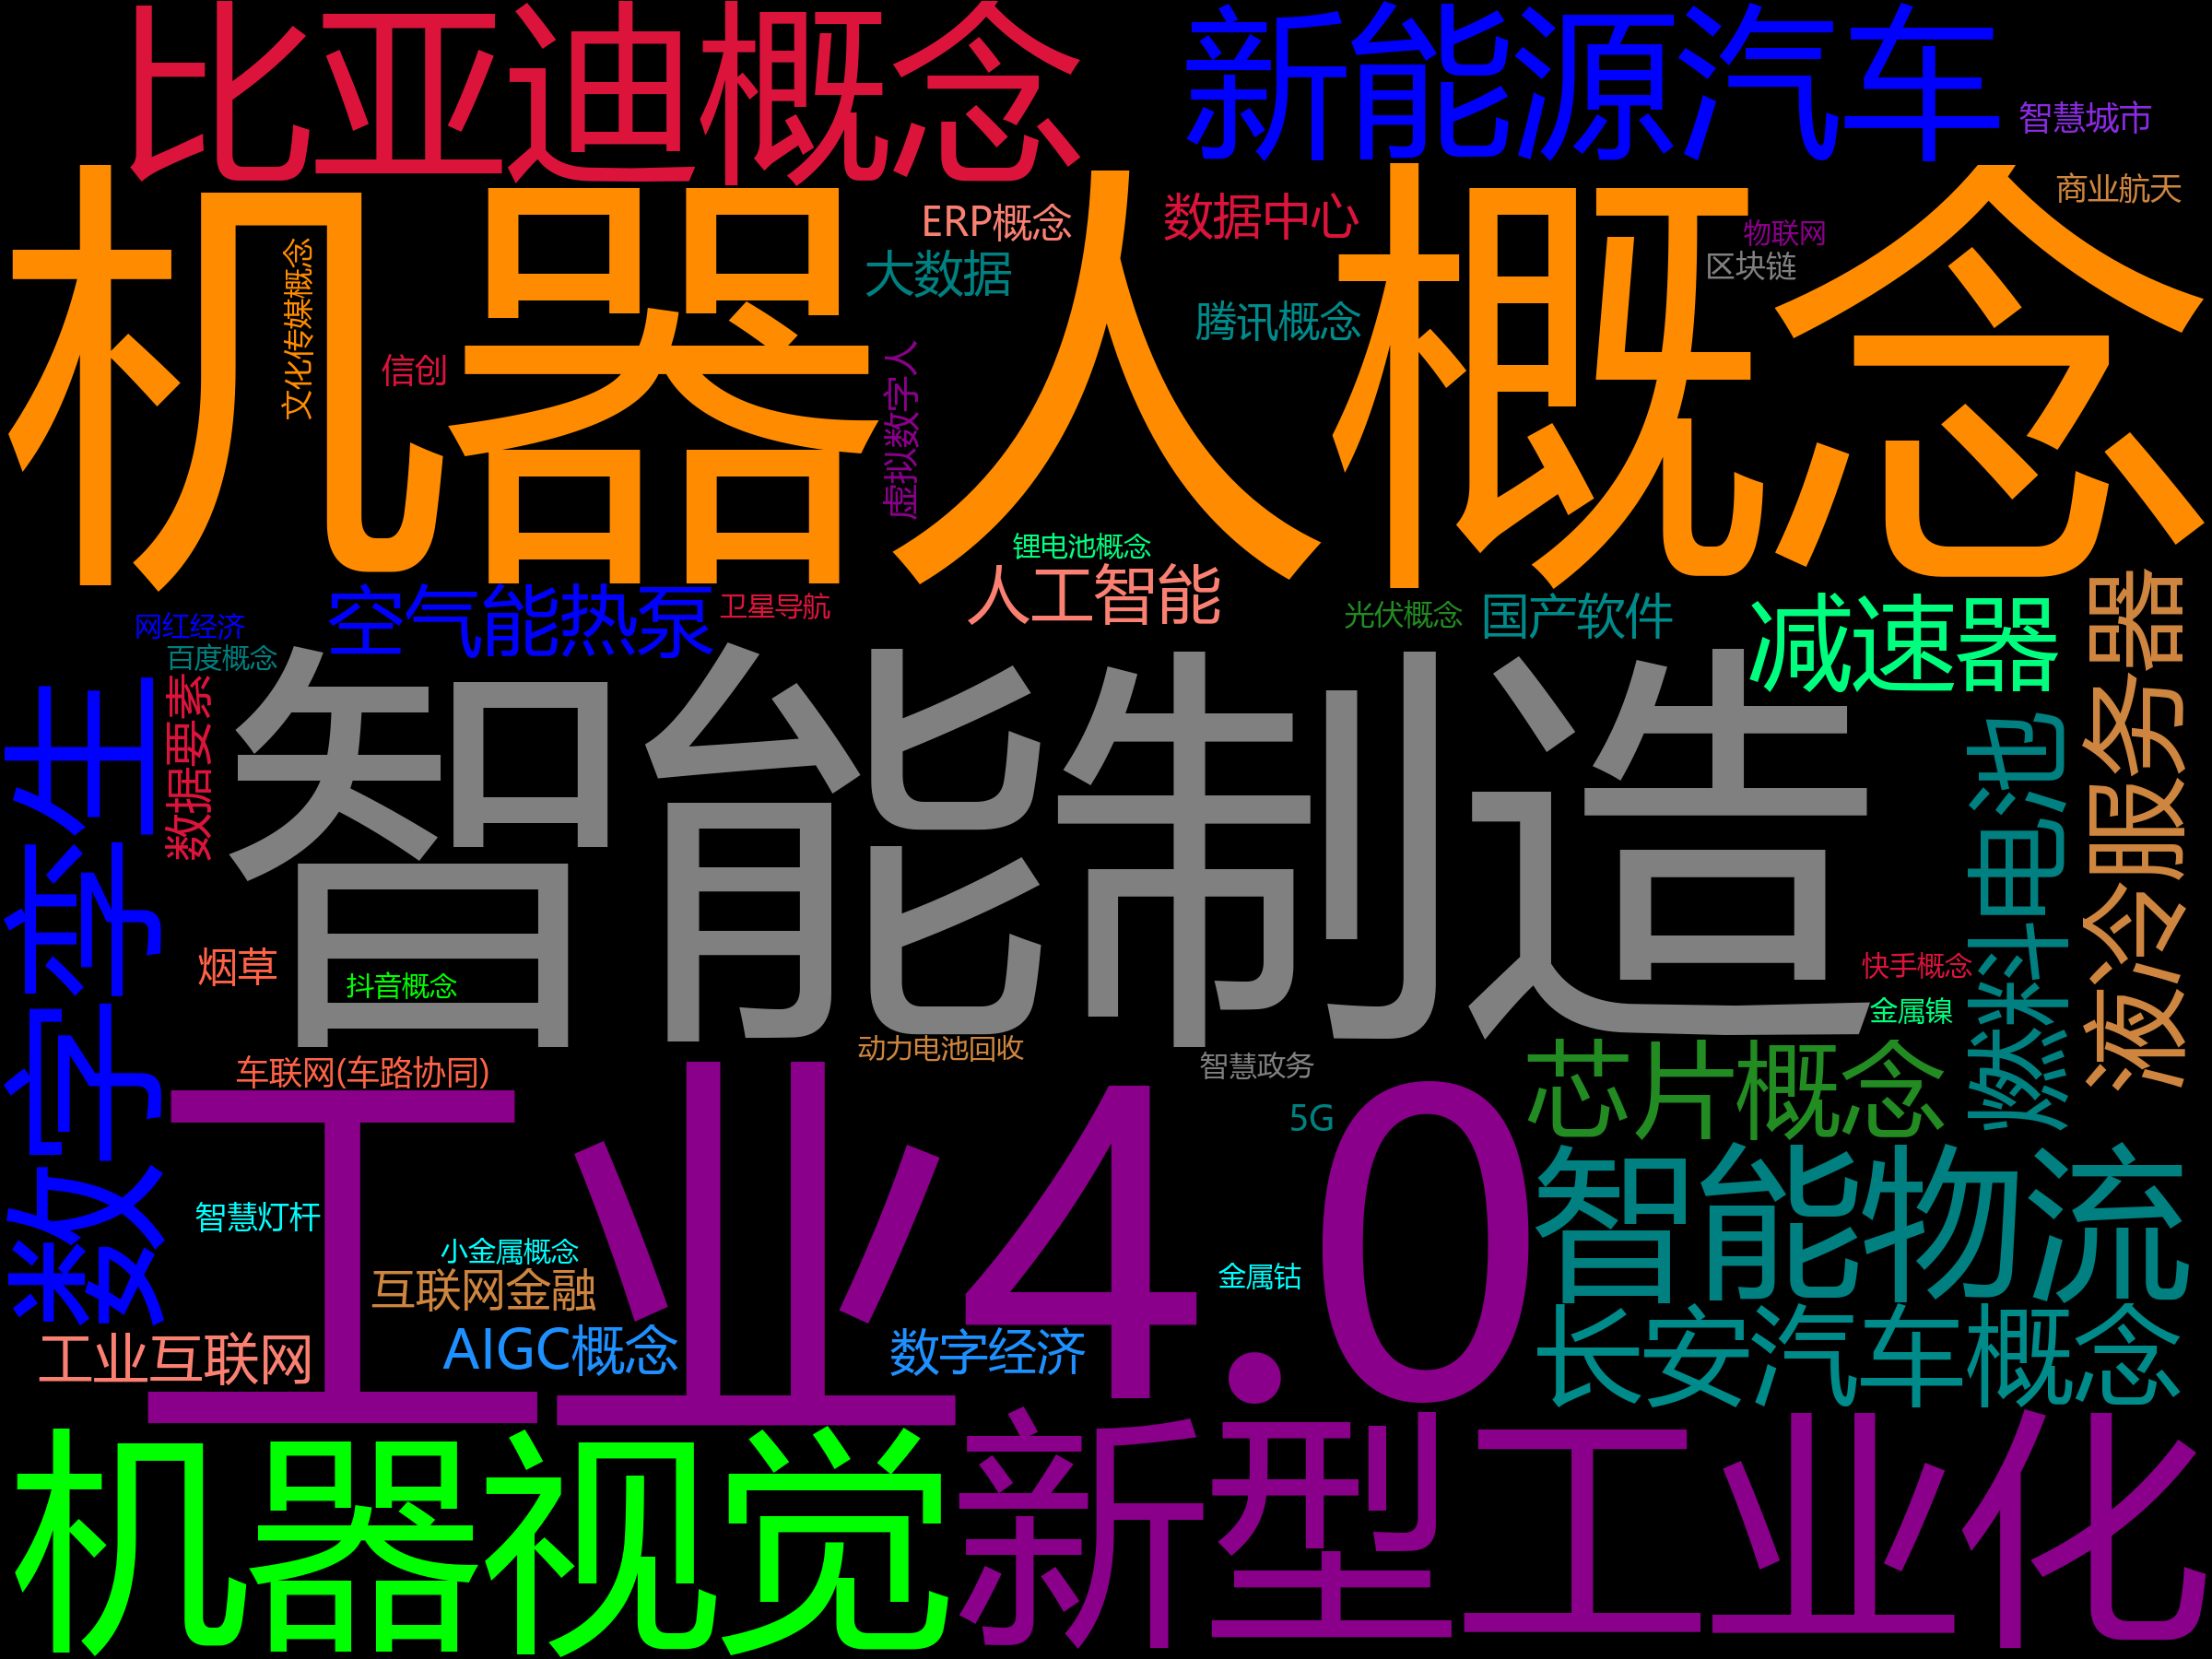 比亚迪概念
新能源汽车
智慧城市
商业航天
机器人概念
ERP概念
数据中心
物联网
区块链
大数据
文化传媒概念
腾讯概念
信创
虚拟数字人
锂电池概念
人工智能
空气能热泵
卫星导航
光伏概念
国产软件
减速器
液冷服务器
网红经济
百度概念
数据要素
数字孪生
智能制造
燃料电池
烟草
抖音概念
快手概念
金属镍
动力电池回收
智慧政务
车联网(车路协同)
芯片概念
5G
工业4.0
智能物流
智慧灯杆
小金属概念
互联网金融
金属钴
长安汽车概念
工业互联网
AIGC概念
数字经济
机器视觉
新型工业化